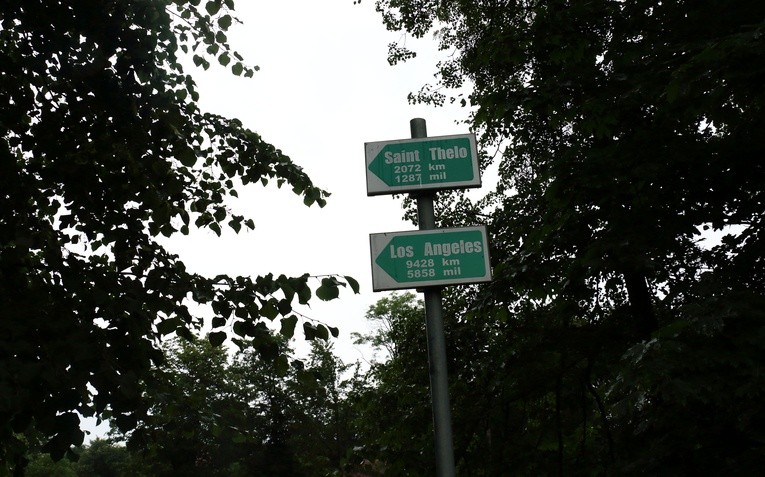 Saint Thelo
2072 km
1287 mil
Los Angeles
9428 km
5858 mil